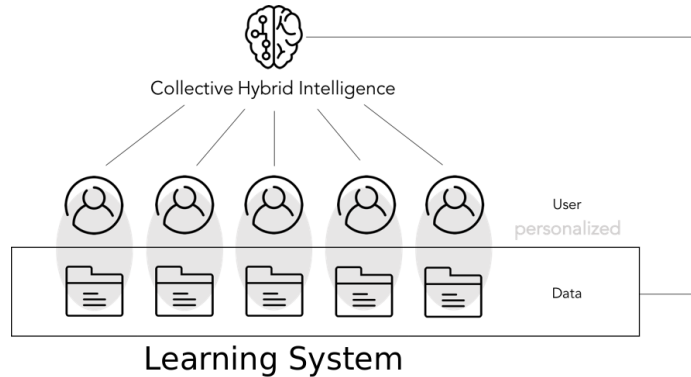 Collective Hybrid Intelligence
User
personalized
Data
Learning System